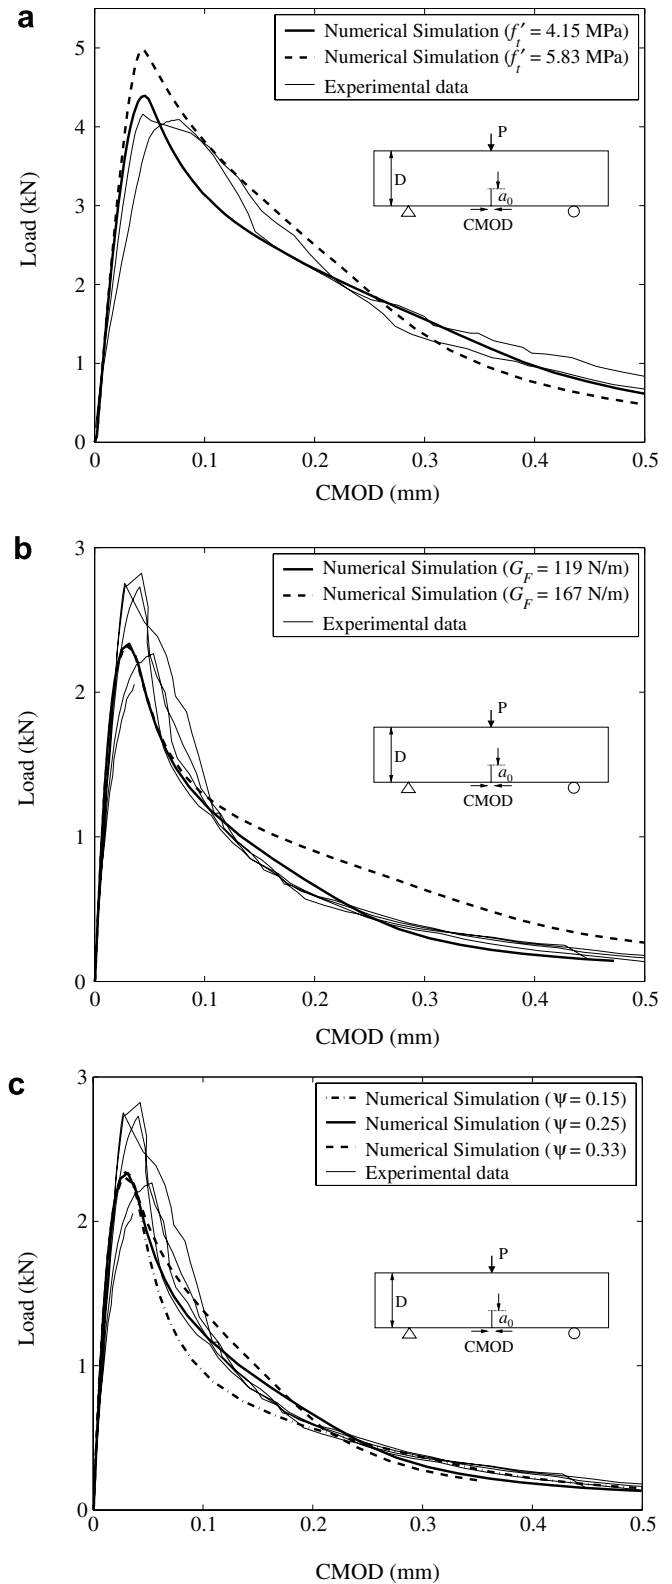 a
Numerical Simulation (f't = 4.15 MPa)
Numerical Simulation (f't = 5.83 MPa)
Experimental data
5
4
3
2
1
0
Load (kN)
P
D
a0
CMOD
0 0.1 0.2 0.3 0.4 0.5
CMOD (mm)
b
Numerical Simulation (GF = 119 N/m)
Numerical Simulation (GF = 167 N/m)
Experimental data
3
2
1
0
Load (kN)
P
D
a0
CMOD
0 0.1 0.2 0.3 0.4 0.5
CMOD (mm)
c
Numerical Simulation (ψ = 0.15)
Numerical Simulation (ψ = 0.25)
Numerical Simulation (ψ = 0.33)
Experimental data
3
2
1
0
Load (kN)
P
D
a0
CMOD
0 0.1 0.2 0.3 0.4 0.5
CMOD (mm)